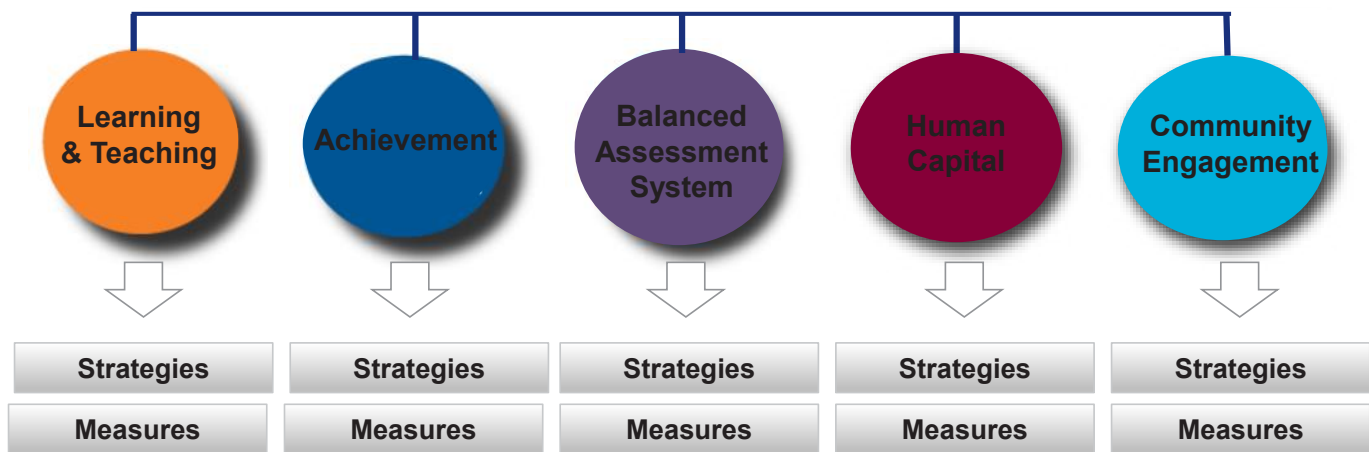 Learning
& Teaching
Achievement
Balanced
Assessment
System
Human
Capital
Community
Engagement
Strategies
Strategies
Strategies
Strategies
Strategies
Measures
Measures
Measures
Measures
Measures